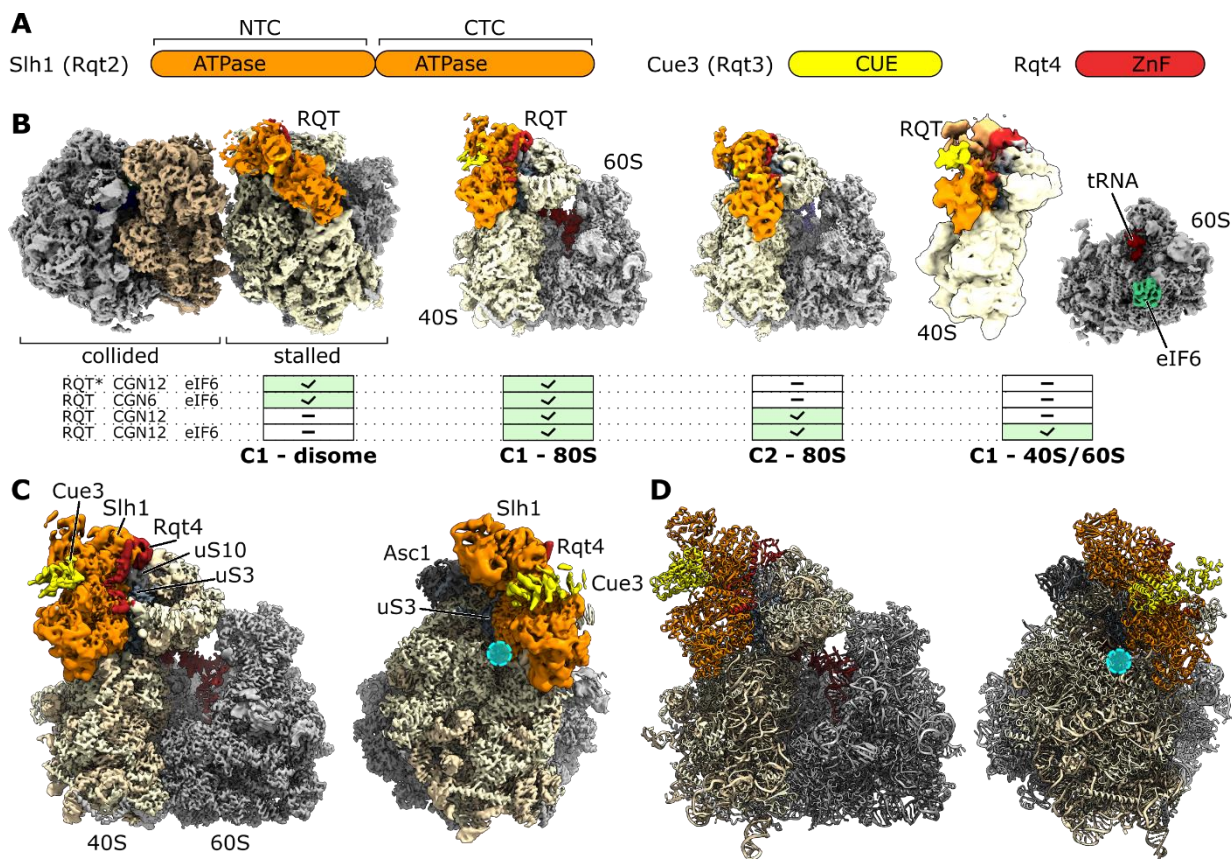 A
NTC CTC
Slh1 (Rqt2) ATPase ATPase Cue3 (Rqt3) CUE Rqt4 ZnF
B
RQT RQT RQT
60S
tRNA
60S
40S 40S
eIF6
collided stalled
RQT* CGN12 eIF6 ✓ ✓ – –
RQT CGN6 eIF6 ✓ ✓ – –
RQT CGN12 – ✓ ✓ –
RQT CGN12 eIF6 – ✓ ✓ ✓
C1 - disome C1 - 80S C2 - 80S C1 - 40S/60S
C D
Cue3
Slh1 Slh1
Rqt4
uS10 Asc1 Rqt4
uS3 Cue3
uS3
40S 60S